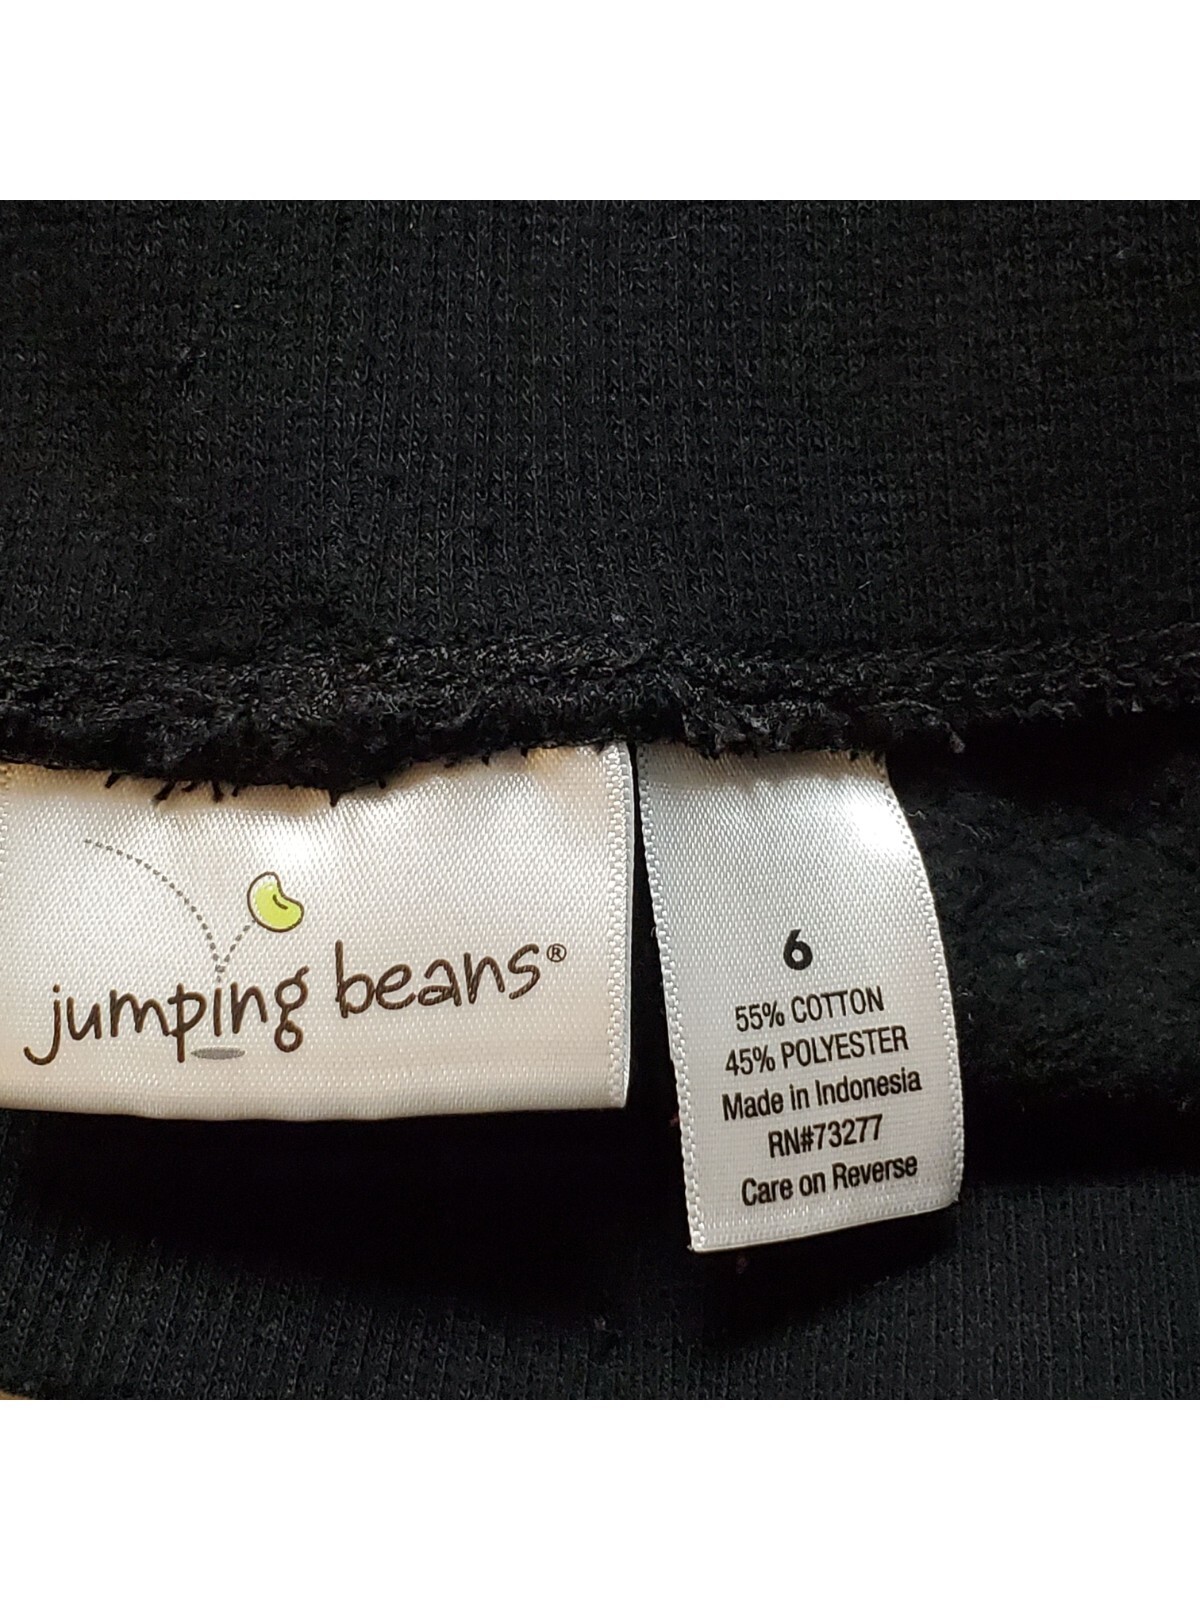 jumping beans®
6
55% COTTON
45% POLYESTER
Made in Indonesia
RN#73277
Care on Reverse